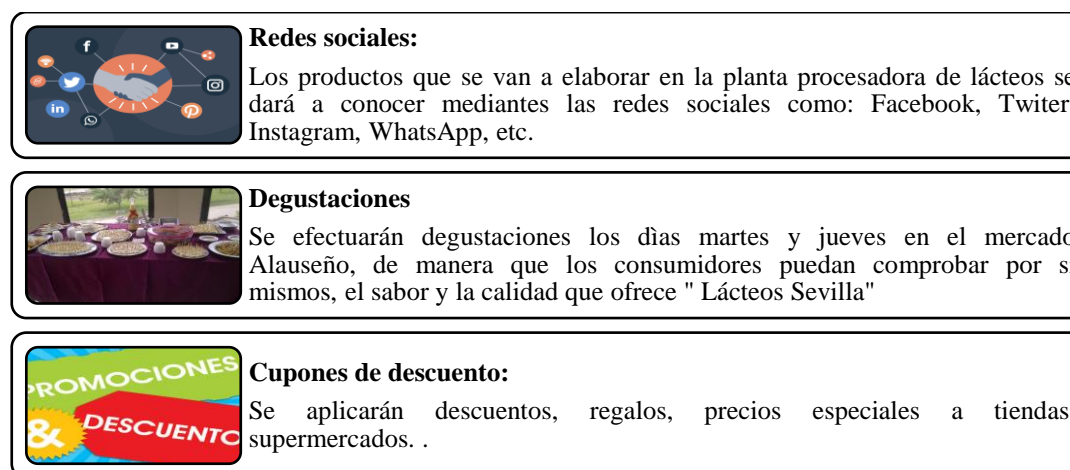 Redes sociales:
Los productos que se van a elaborar en la planta procesadora de lácteos se
dará a conocer mediantes las redes sociales como: Facebook, Twiter
Instagram, WhatsApp, etc.
Degustaciones
Se efectuarán degustaciones los dìas martes y jueves en el mercado
Alauseño, de manera que los consumidores puedan comprobar por sí
mismos, el sabor y la calidad que ofrece " Lácteos Sevilla"
PROMOCIONES
& DESCUENTO
Cupones de descuento:
Se aplicarán descuentos, regalos, precios especiales a tiendas
supermercados. .